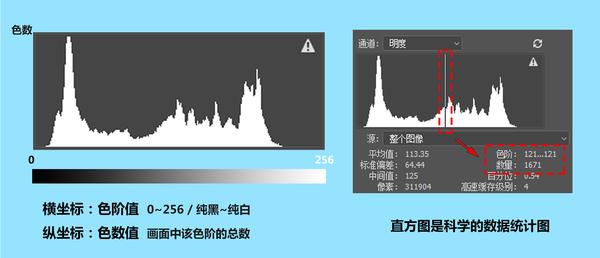 色数
0 256
横坐标：色阶值 0~256 / 纯黑~纯白
纵坐标：色数值 画面中该色阶的总数
通道： 明度
源： 整个图像
平均值： 113.35 色阶： 121...121
标准偏差： 64.44 数量： 1671
中间值： 125 百分位： 0.54
像素： 311904 高速缓存级别： 4
直方图是科学的数据统计图